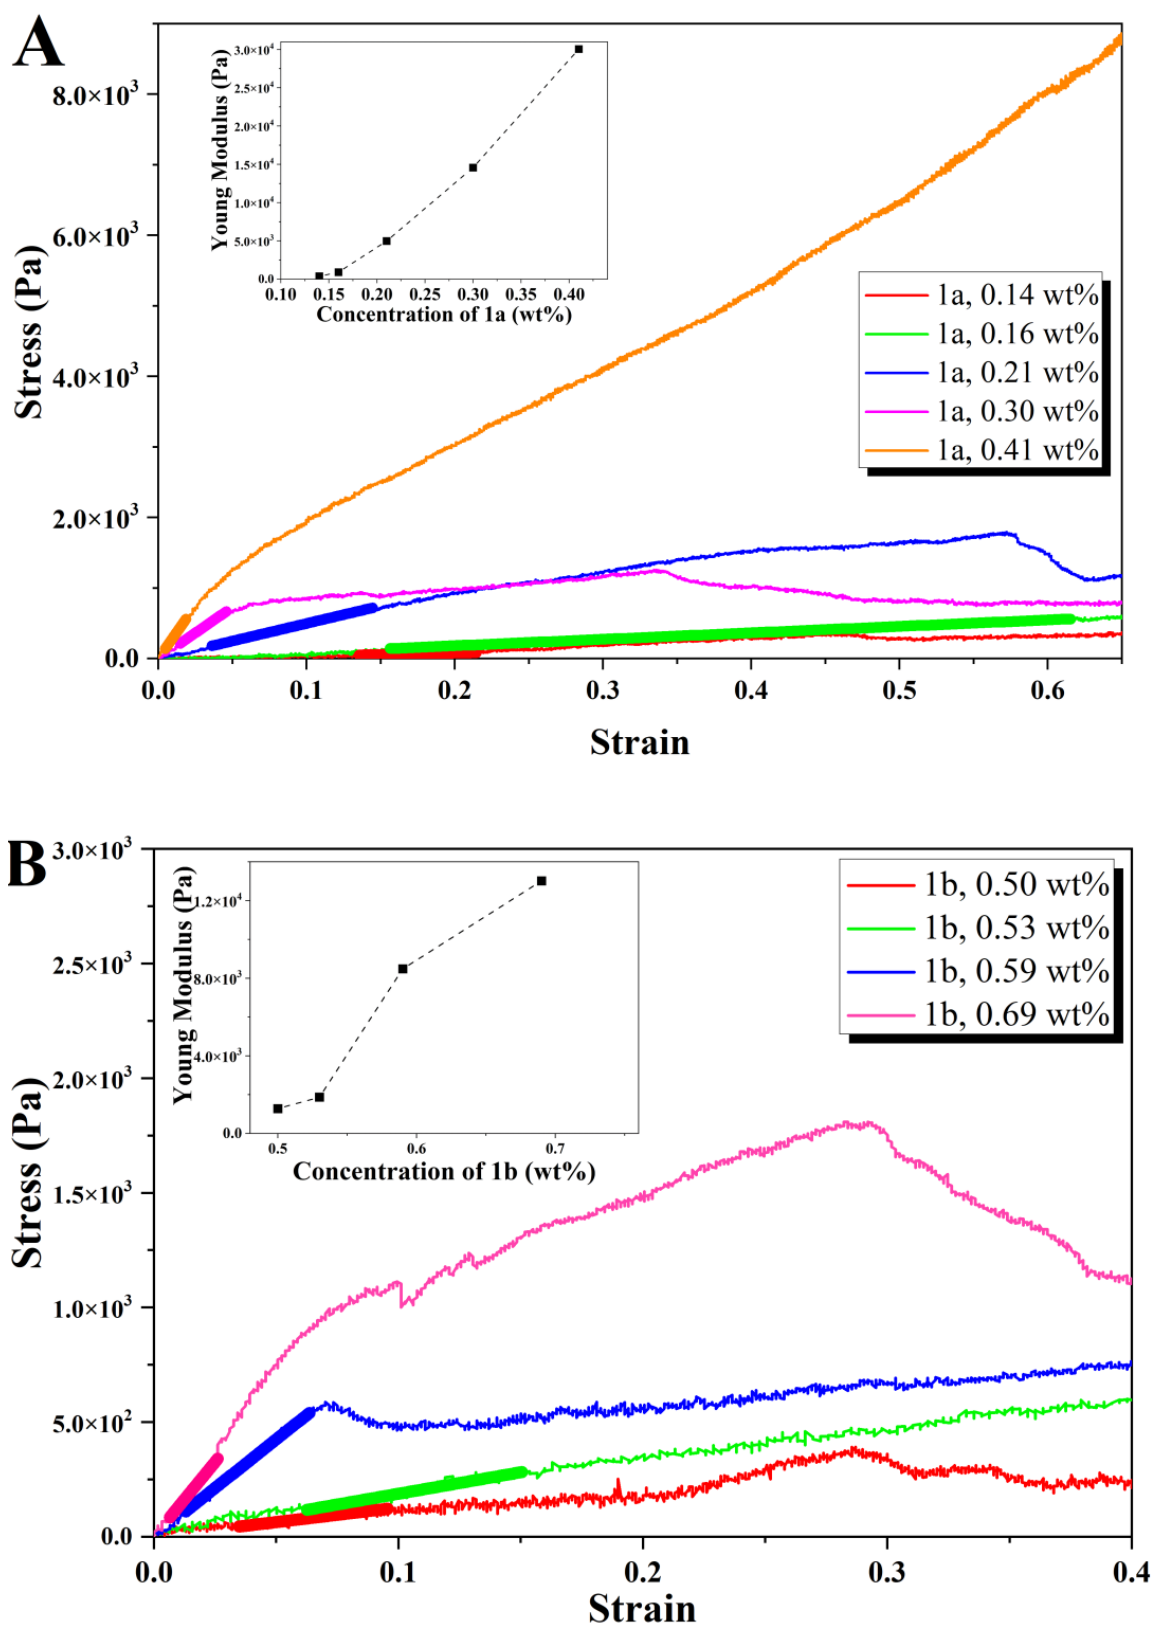 A
Young Modulus (Pa)
3.0×10⁴
2.5×10⁴
2.0×10⁴
1.5×10⁴
1.0×10⁴
5.0×10³
0.0
0.10 0.15 0.20 0.25 0.30 0.35 0.40
Concentration of 1a (wt%)
Stress (Pa)
8.0×10³
6.0×10³
4.0×10³
2.0×10³
0.0
1a, 0.14 wt%
1a, 0.16 wt%
1a, 0.21 wt%
1a, 0.30 wt%
1a, 0.41 wt%
0.0 0.1 0.2 0.3 0.4 0.5 0.6
Strain
B
Young Modulus (Pa)
1.2×10⁴
8.0×10³
4.0×10³
0.0
0.5 0.6 0.7
Concentration of 1b (wt%)
Stress (Pa)
3.0×10³
2.5×10³
2.0×10³
1.5×10³
1.0×10³
5.0×10²
0.0
1b, 0.50 wt%
1b, 0.53 wt%
1b, 0.59 wt%
1b, 0.69 wt%
0.0 0.1 0.2 0.3 0.4
Strain